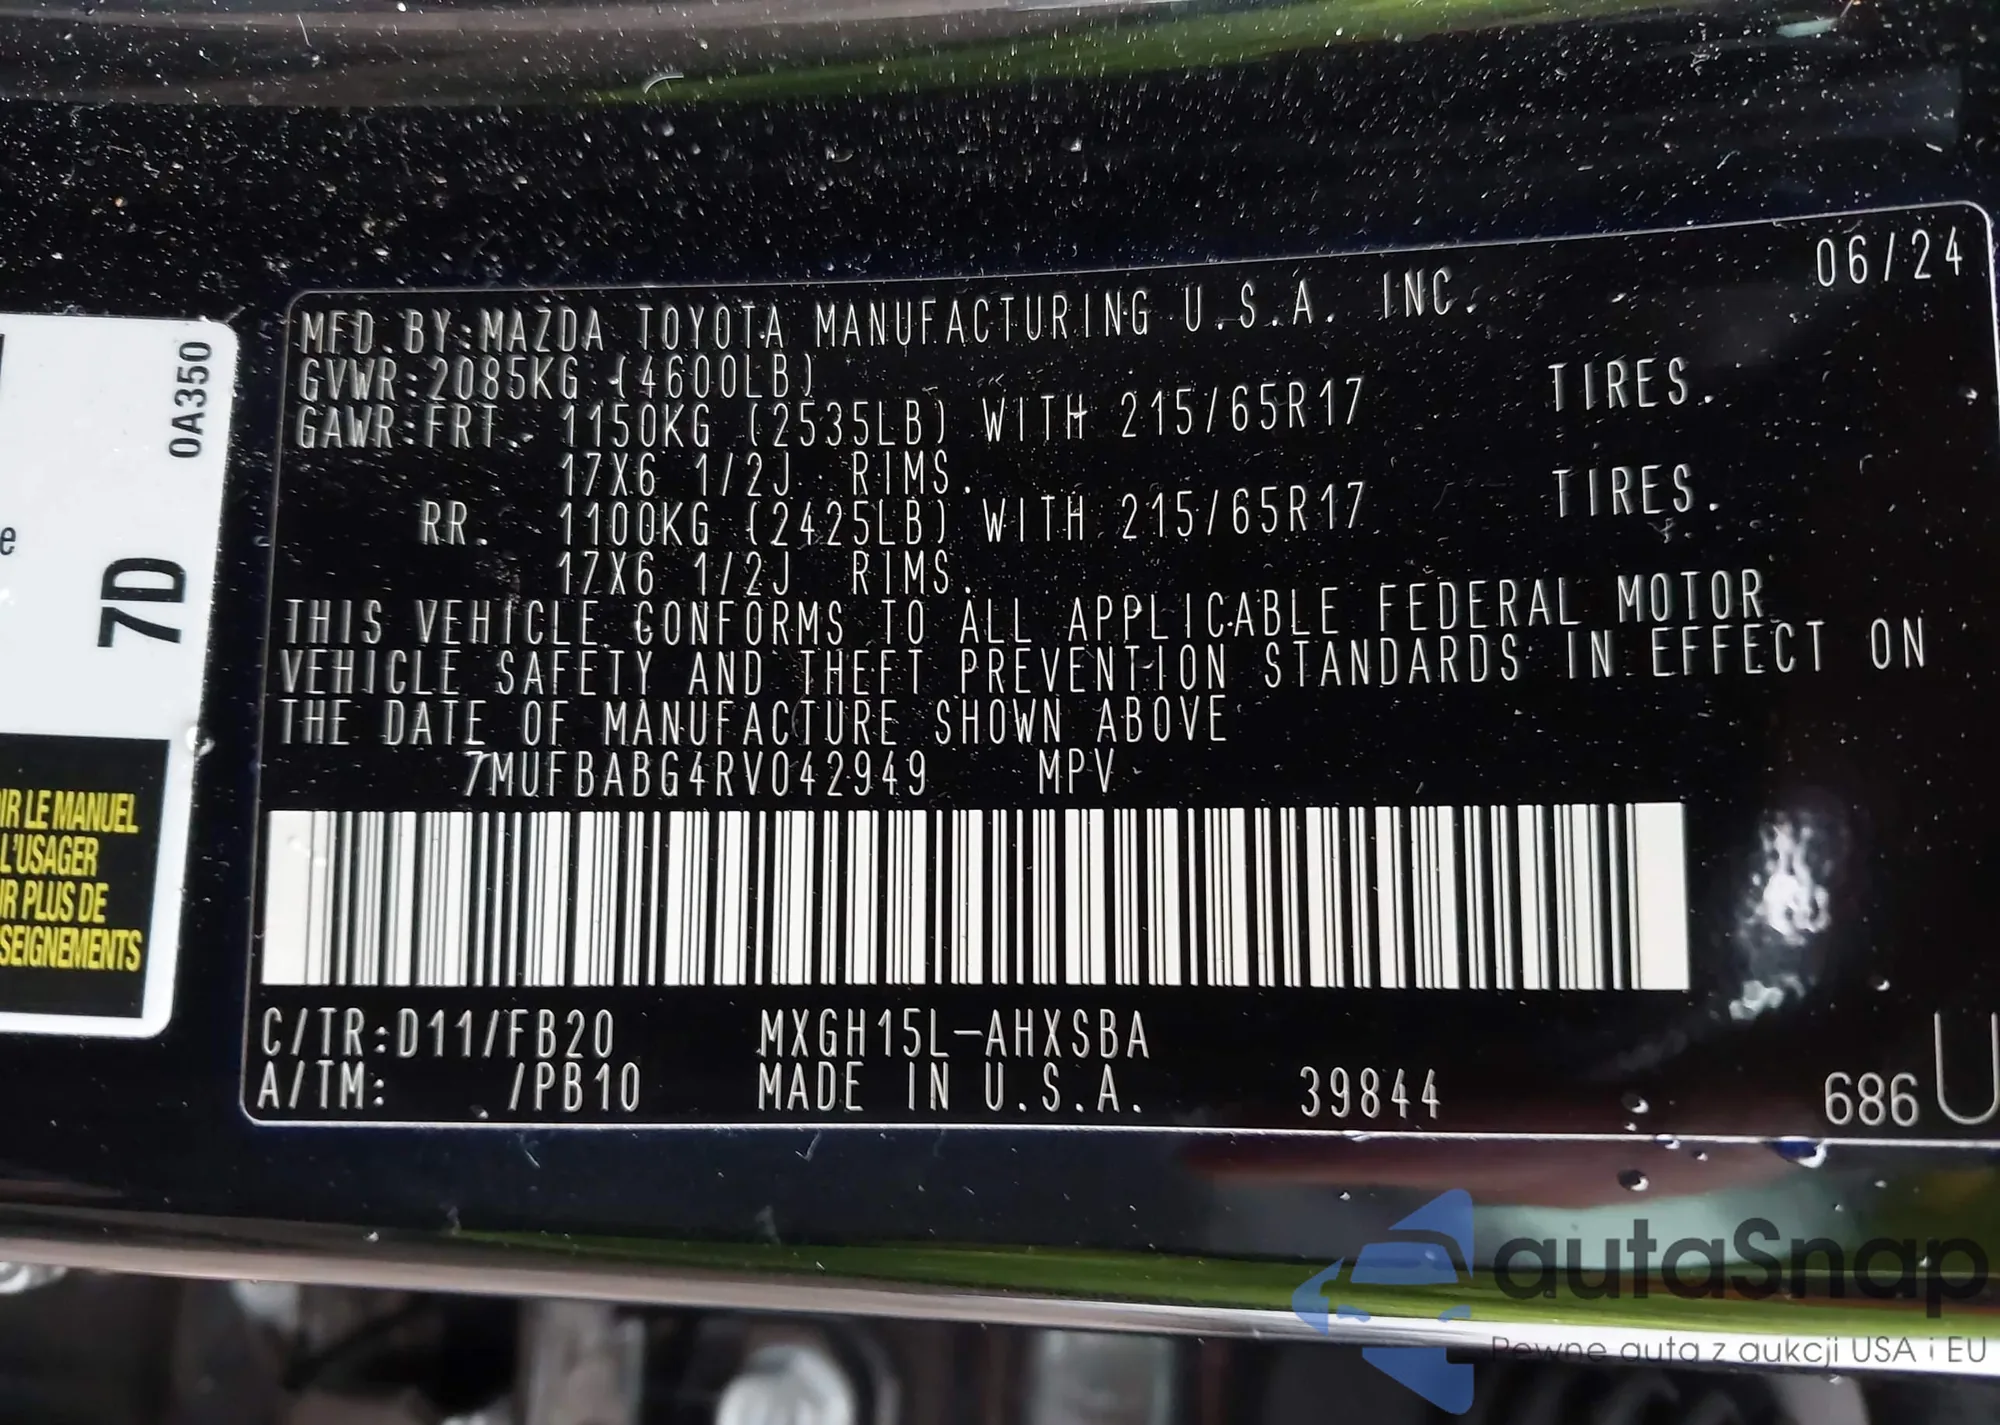 06/24
MFD.BY:MAZDA TOYOTA MANUFACTURING U.S.A. INC.
GVWR:2085KG (4600LB)
GAWR:FRT. 1150KG (2535LB) WITH 215/65R17 TIRES.
17X6 1/2J RIMS.
RR. 1100KG (2425LB) WITH 215/65R17 TIRES.
17X6 1/2J RIMS.
THIS VEHICLE CONFORMS TO ALL APPLICABLE FEDERAL MOTOR
VEHICLE SAFETY AND THEFT PREVENTION STANDARDS IN EFFECT ON
THE DATE OF MANUFACTURE SHOWN ABOVE
7MUFBABG4RV042949 MPV
C/TR:D11/FB20 MXGH15L-AHXSBA
A/TM: /PB10 MADE IN U.S.A. 39844 686 U
0A350
7D
e
IR LE MANUEL
L'USAGER
IR PLUS DE
SEIGNEMENTS
autaSnap
Pewne auta z aukcji USA i EU